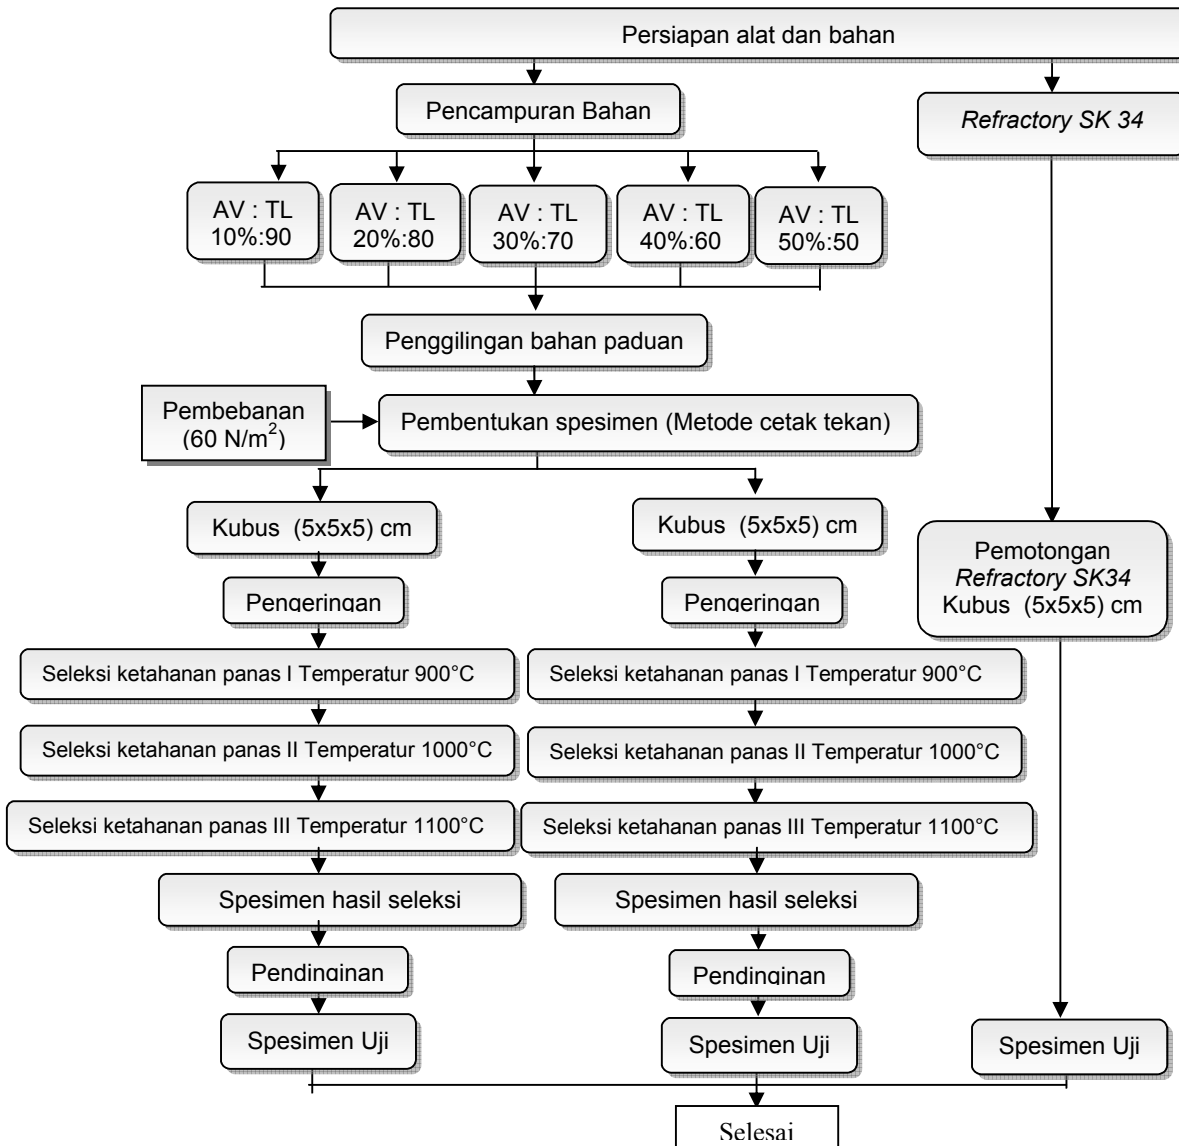 Persiapan alat dan bahan
Pencampuran Bahan
Refractory SK 34
AV : TL
10%:90
AV : TL
20%:80
AV : TL
30%:70
AV : TL
40%:60
AV : TL
50%:50
Penggilingan bahan paduan
Pembebanan
(60 N/m²)
Pembentukan spesimen (Metode cetak tekan)
Kubus (5x5x5) cm
Kubus (5x5x5) cm
Pemotongan
Refractory SK34
Kubus (5x5x5) cm
Pengeringan
Pengeringan
Seleksi ketahanan panas I Temperatur 900°C
Seleksi ketahanan panas I Temperatur 900°C
Seleksi ketahanan panas II Temperatur 1000°C
Seleksi ketahanan panas II Temperatur 1000°C
Seleksi ketahanan panas III Temperatur 1100°C
Seleksi ketahanan panas III Temperatur 1100°C
Spesimen hasil seleksi
Spesimen hasil seleksi
Pendinginan
Pendinginan
Spesimen Uji
Spesimen Uji
Spesimen Uji
Selesai